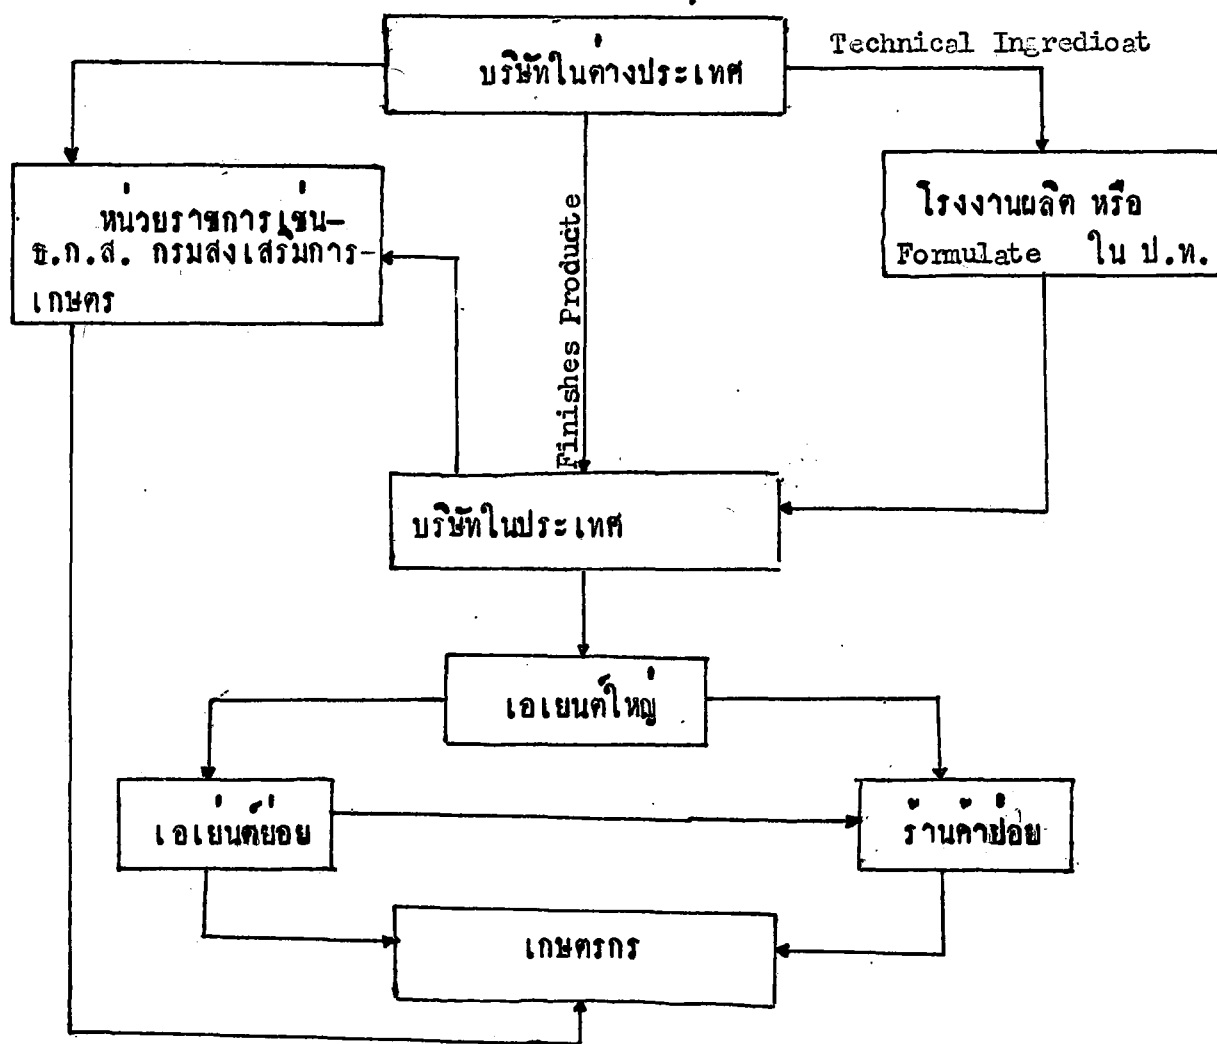 Technical Ingredioat
บริษัทในต่างประเทศ
หน่วยราชการเช่น-
ธ.ก.ส. กรมส่งเสริมการ-
เกษตร
โรงงานผลิต หรือ
Formulate ใน ป.ท.
Finishes Producte
บริษัทในประเทศ
เอเยนต์ใหญ่
เอเย่นต์ย่อย
ร้านค้าย่อย
เกษตรกร